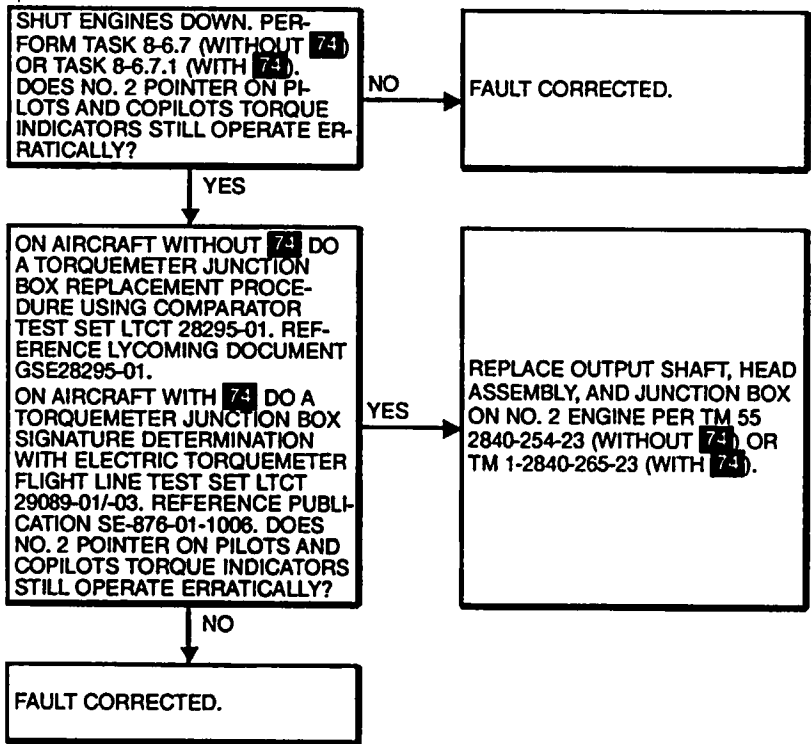 SHUT ENGINES DOWN. PER-
FORM TASK 8-6.7 (WITHOUT 74)
OR TASK 8-6.7.1 (WITH 74).
DOES NO. 2 POINTER ON PI-
LOTS AND COPILOTS TORQUE
INDICATORS STILL OPERATE ER-
RATICALLY?
NO
FAULT CORRECTED.
YES
ON AIRCRAFT WITHOUT 74 DO
A TORQUEMETER JUNCTION
BOX REPLACEMENT PROCE-
DURE USING COMPARATOR
TEST SET LTCT 28295-01. REF-
ERENCE LYCOMING DOCUMENT
GSE28295-01.
ON AIRCRAFT WITH 74 DO A
TORQUEMETER JUNCTION BOX
SIGNATURE DETERMINATION
WITH ELECTRIC TORQUEMETER
FLIGHT LINE TEST SET LTCT
29089-01/-03. REFERENCE PUBLI-
CATION SE-876-01-1006. DOES
NO. 2 POINTER ON PILOTS AND
COPILOTS TORQUE INDICATORS
STILL OPERATE ERRATICALLY?
YES
REPLACE OUTPUT SHAFT, HEAD
ASSEMBLY, AND JUNCTION BOX
ON NO. 2 ENGINE PER TM 55
2840-254-23 (WITHOUT 74) OR
TM 1-2840-265-23 (WITH 74).
NO
FAULT CORRECTED.